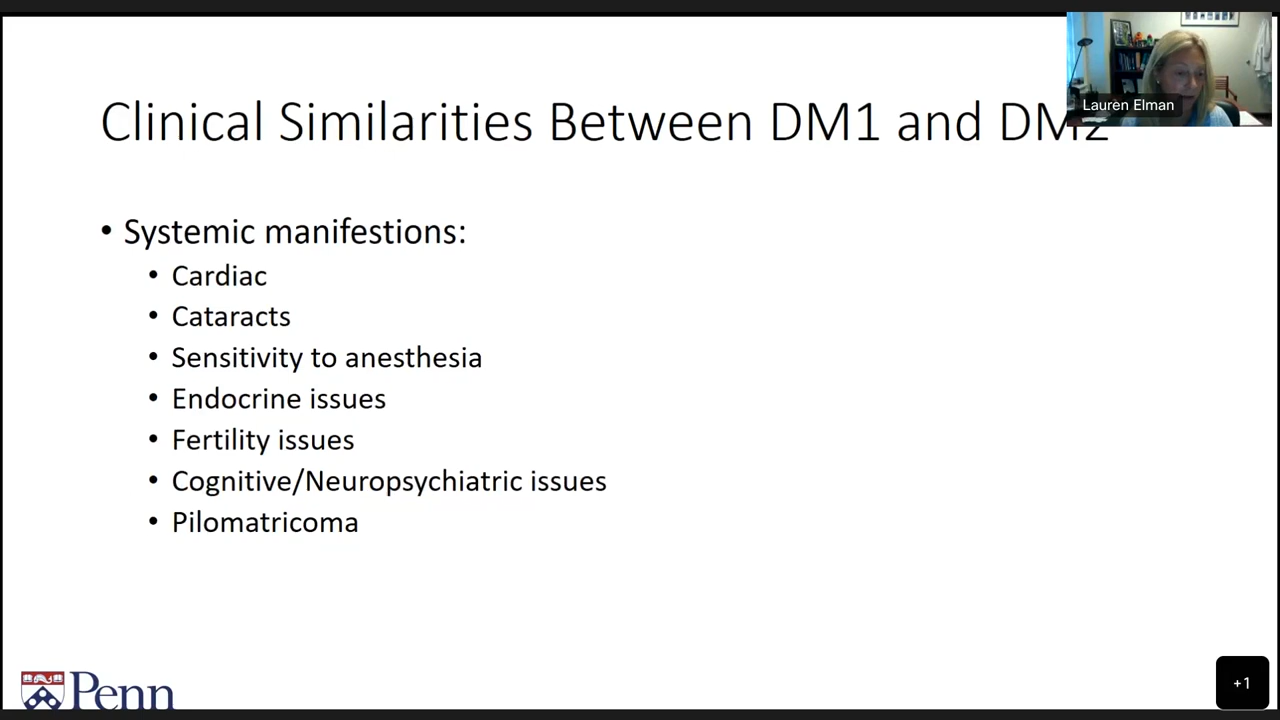 Clinical Similarities Between DM1 and DM2
Lauren Elman
• Systemic manifestions:
• Cardiac
• Cataracts
• Sensitivity to anesthesia
• Endocrine issues
• Fertility issues
• Cognitive/Neuropsychiatric issues
• Pilomatricoma
Penn
+1